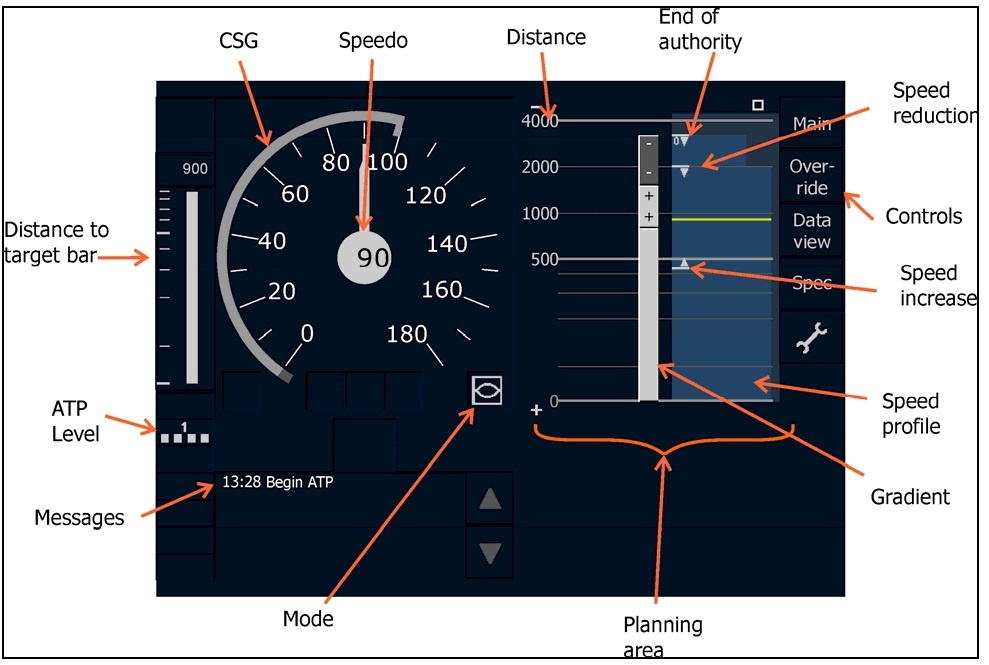 CSG
Speedo
Distance
End of
authority
Speed
reduction
Controls
Speed
increase
Speed
profile
Gradient
Planning
area
Mode
Messages
ATP
Level
Distance to
target bar
900
0
20
40
60
80
100
120
140
160
180
90
1
13:28 Begin ATP
−
4000
2000
1000
500
0
+
-
-
+
+
0
Main
Over-
ride
Data
view
Spec